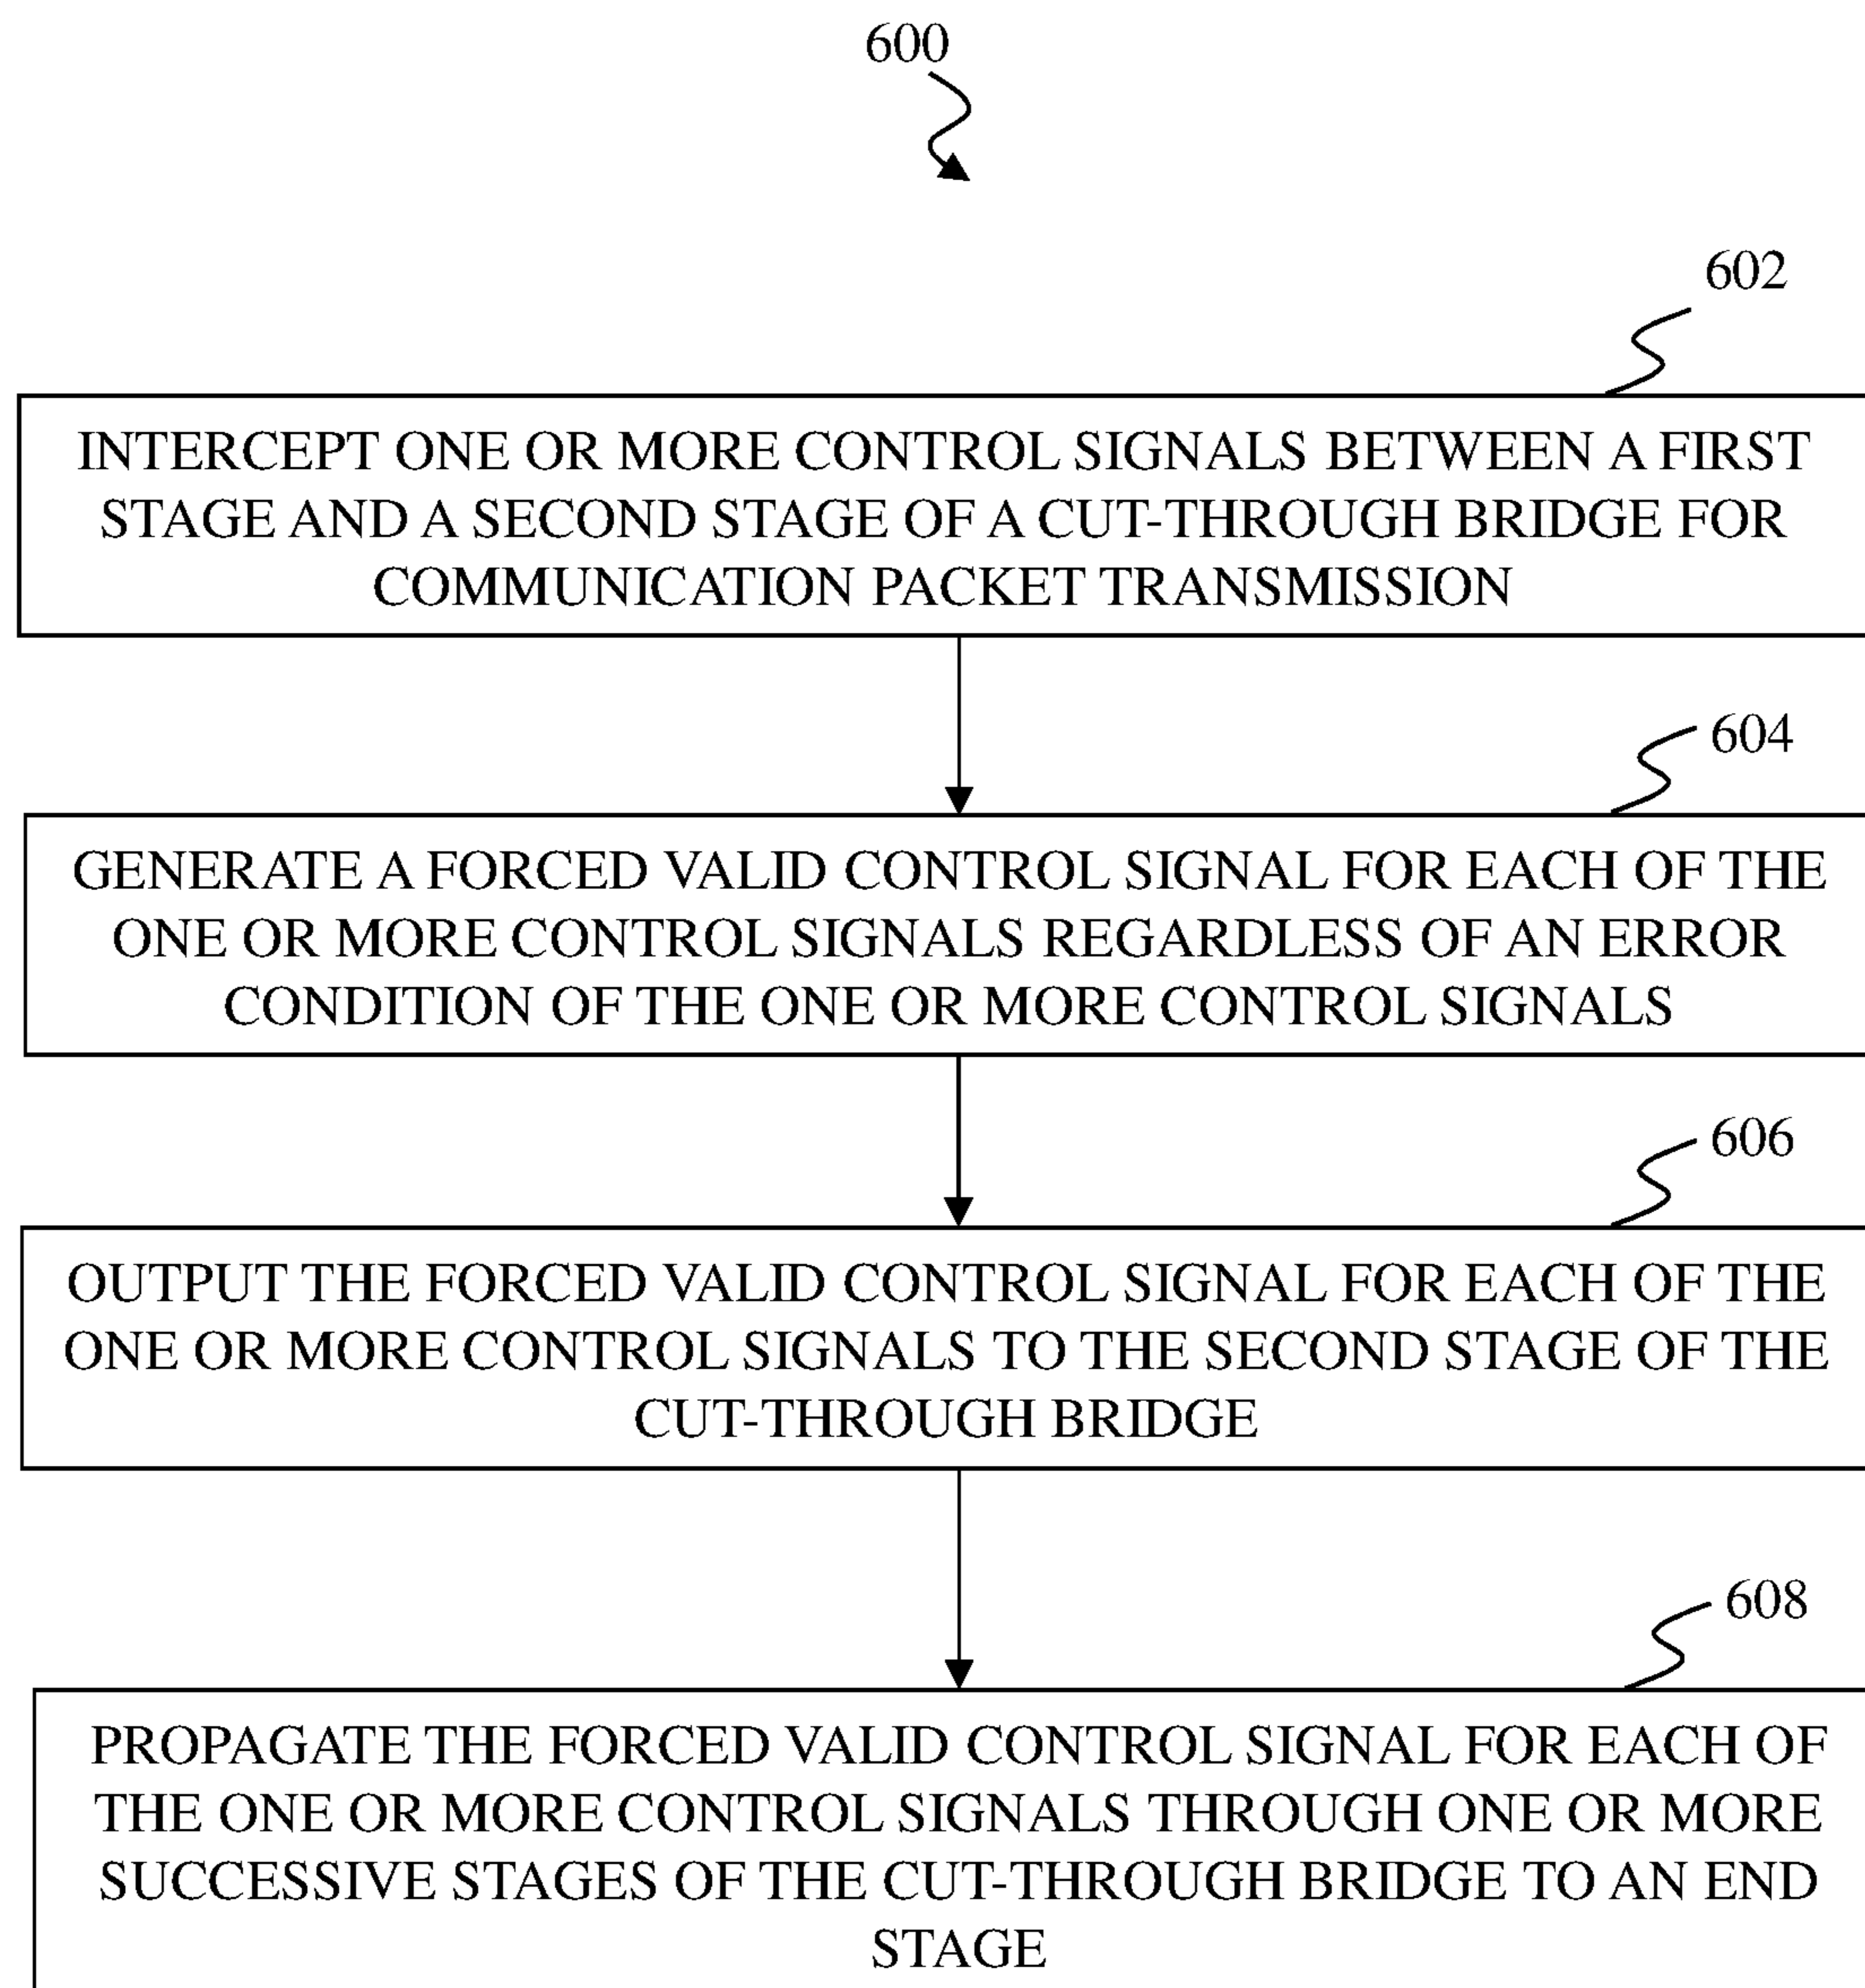 600
602
INTERCEPT ONE OR MORE CONTROL SIGNALS BETWEEN A FIRST
STAGE AND A SECOND STAGE OF A CUT-THROUGH BRIDGE FOR
COMMUNICATION PACKET TRANSMISSION
604
GENERATE A FORCED VALID CONTROL SIGNAL FOR EACH OF THE
ONE OR MORE CONTROL SIGNALS REGARDLESS OF AN ERROR
CONDITION OF THE ONE OR MORE CONTROL SIGNALS
606
OUTPUT THE FORCED VALID CONTROL SIGNAL FOR EACH OF THE
ONE OR MORE CONTROL SIGNALS TO THE SECOND STAGE OF THE
CUT-THROUGH BRIDGE
608
PROPAGATE THE FORCED VALID CONTROL SIGNAL FOR EACH OF
THE ONE OR MORE CONTROL SIGNALS THROUGH ONE OR MORE
SUCCESSIVE STAGES OF THE CUT-THROUGH BRIDGE TO AN END
STAGE